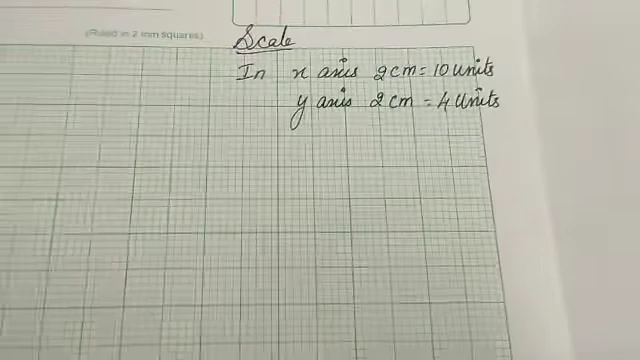 (Ruled in 2 mm squares)
Scale
In x axis 2cm = 10 units
y axis 2cm = 4 units